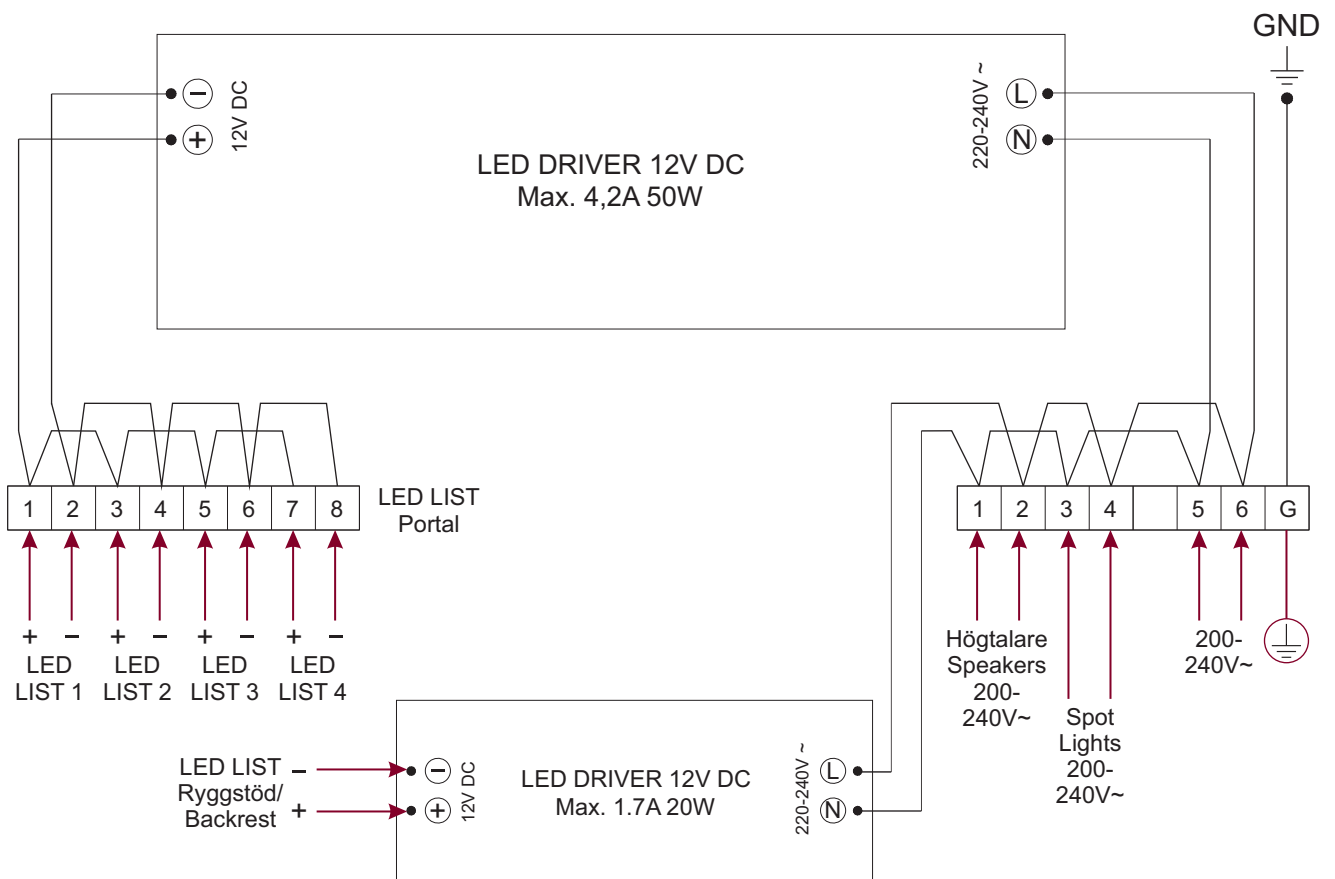 GND
− 12V DC
+
220-240V ~
L
N
LED DRIVER 12V DC
Max. 4,2A 50W
1 2 3 4 5 6 7 8
LED LIST
Portal
1 2 3 4 5 6 G
+ − + − + − + −
LED LED LED LED
LIST 1 LIST 2 LIST 3 LIST 4
Högtalare
Speakers
200-
240V~
Spot
Lights
200-
240V~
200-
240V~
LED LIST −
Ryggstöd/
Backrest +
−
+
12V DC
LED DRIVER 12V DC
Max. 1.7A 20W
220-240V ~
L
N